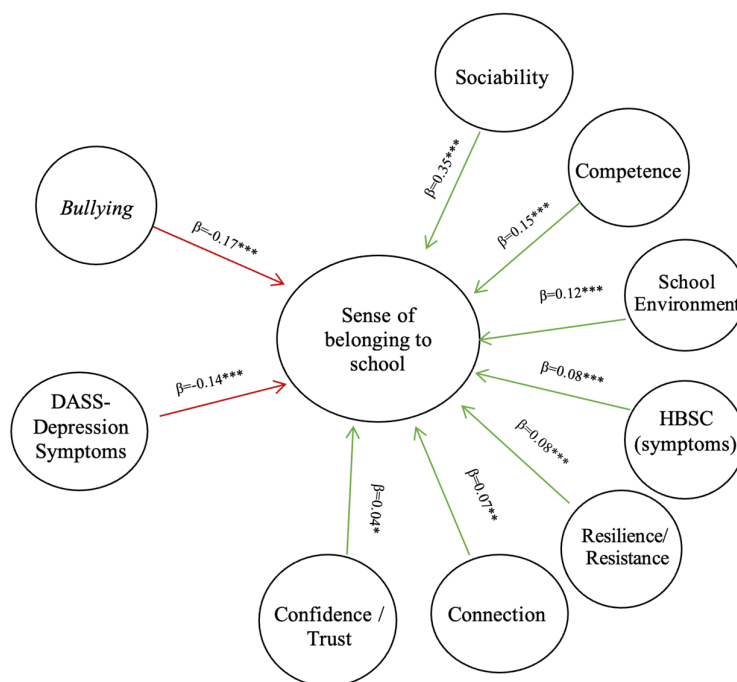 Sociability
β=0.35***
Competence
β=0.15***
Bullying
β=-0.17***
School
Environment
β=0.12***
Sense of
belonging to
school
β=0.08***
HBSC
(symptoms)
DASS-
Depression
Symptoms
β=-0.14***
β=0.08***
Resilience/
Resistance
β=0.07**
Connection
β=0.04*
Confidence /
Trust